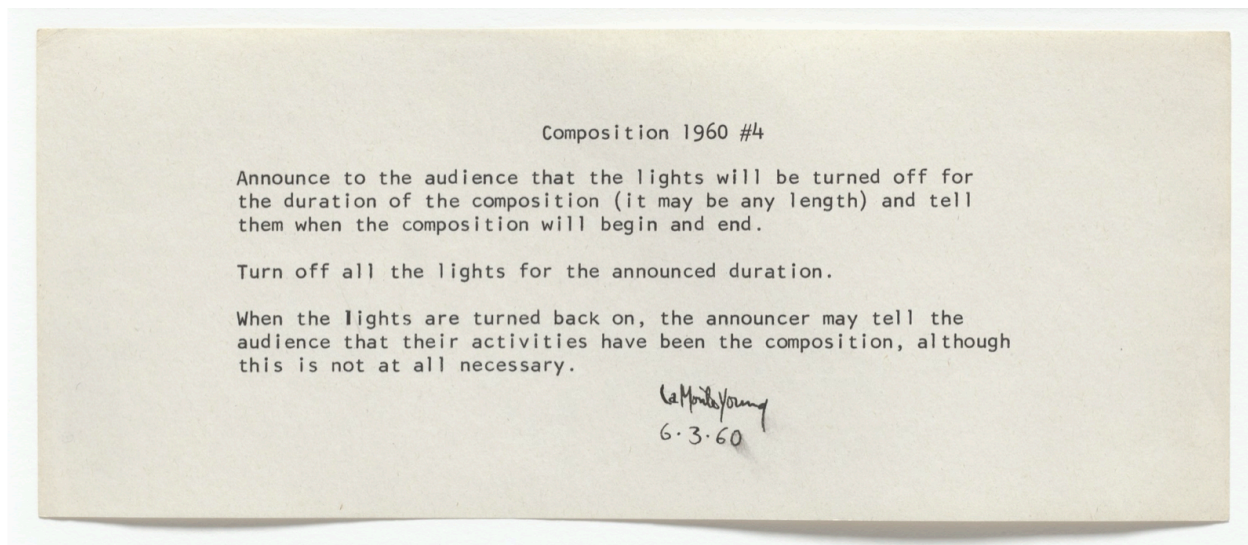 Composition 1960 #4
Announce to the audience that the lights will be turned off for
the duration of the composition (it may be any length) and tell
them when the composition will begin and end.
Turn off all the lights for the announced duration.
When the lights are turned back on, the announcer may tell the
audience that their activities have been the composition, although
this is not at all necessary.
La Monte Young
6·3·60